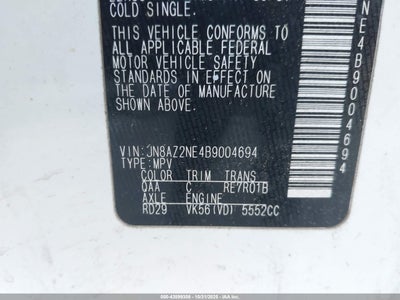 COLD SINGLE.
THIS VEHICLE CONFORMS TO
ALL APPLICABLE FEDERAL
MOTOR VEHICLE SAFETY
STANDARDS IN EFFECT ON
THE DATE OF MANUFACTURE
SHOWN ABOVE.
VIN:JN8AZ2NE4B9004694
TYPE:MPV
COLOR TRIM TRANS
QAA C RE7R01B
AXLE ENGINE
RD29 VK56(VD) 5552CC
NE4B9004694